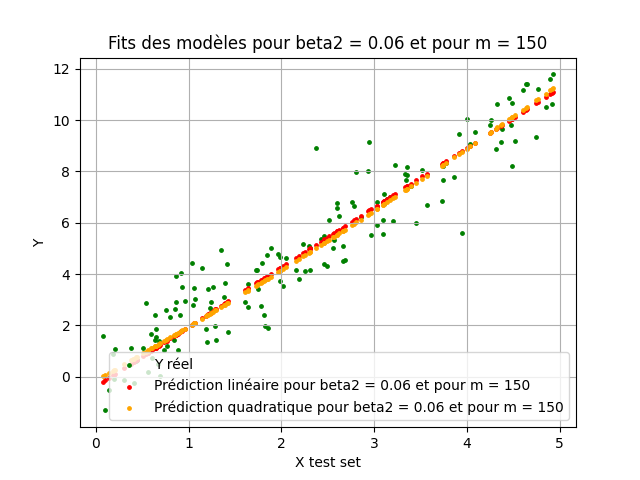 Fits des modèles pour beta2 = 0.06 et pour m = 150
12
10
8
6
4
2
0
Y
Y réel
Prédiction linéaire pour beta2 = 0.06 et pour m = 150
Prédiction quadratique pour beta2 = 0.06 et pour m = 150
0 1 2 3 4 5
X test set